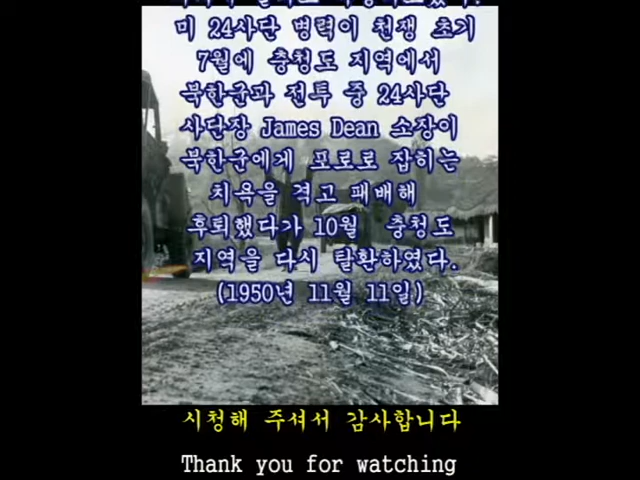 미 24사단 병력이 전쟁 초기
7월에 충청도 지역에서
북한군과 전투 중 24사단
사단장 James Dean 소장이
북한군에게 포로로 잡히는
치욕을 격고 패배해
후퇴했다가 10월 충청도
지역을 다시 탈환하였다.
(1950년 11월 11일)
시청해 주셔서 감사합니다
Thank you for watching